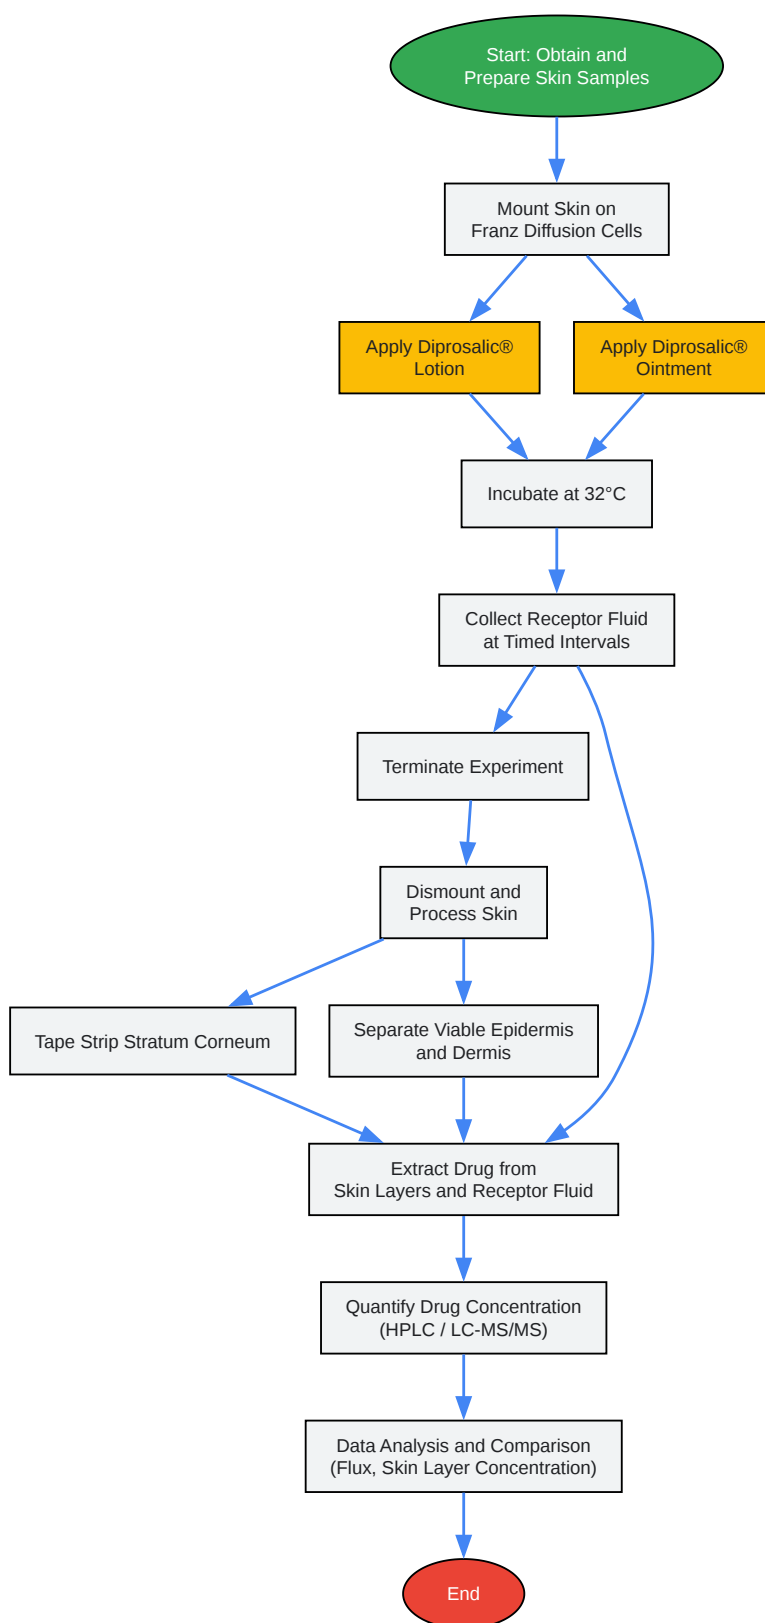 Start: Obtain and
Prepare Skin Samples
Mount Skin on
Franz Diffusion Cells
Apply Diprosalic®
Lotion
Apply Diprosalic®
Ointment
Incubate at 32°C
Collect Receptor Fluid
at Timed Intervals
Terminate Experiment
Dismount and
Process Skin
Tape Strip Stratum Corneum
Separate Viable Epidermis
and Dermis
Extract Drug from
Skin Layers and Receptor Fluid
Quantify Drug Concentration
(HPLC / LC-MS/MS)
Data Analysis and Comparison
(Flux, Skin Layer Concentration)
End